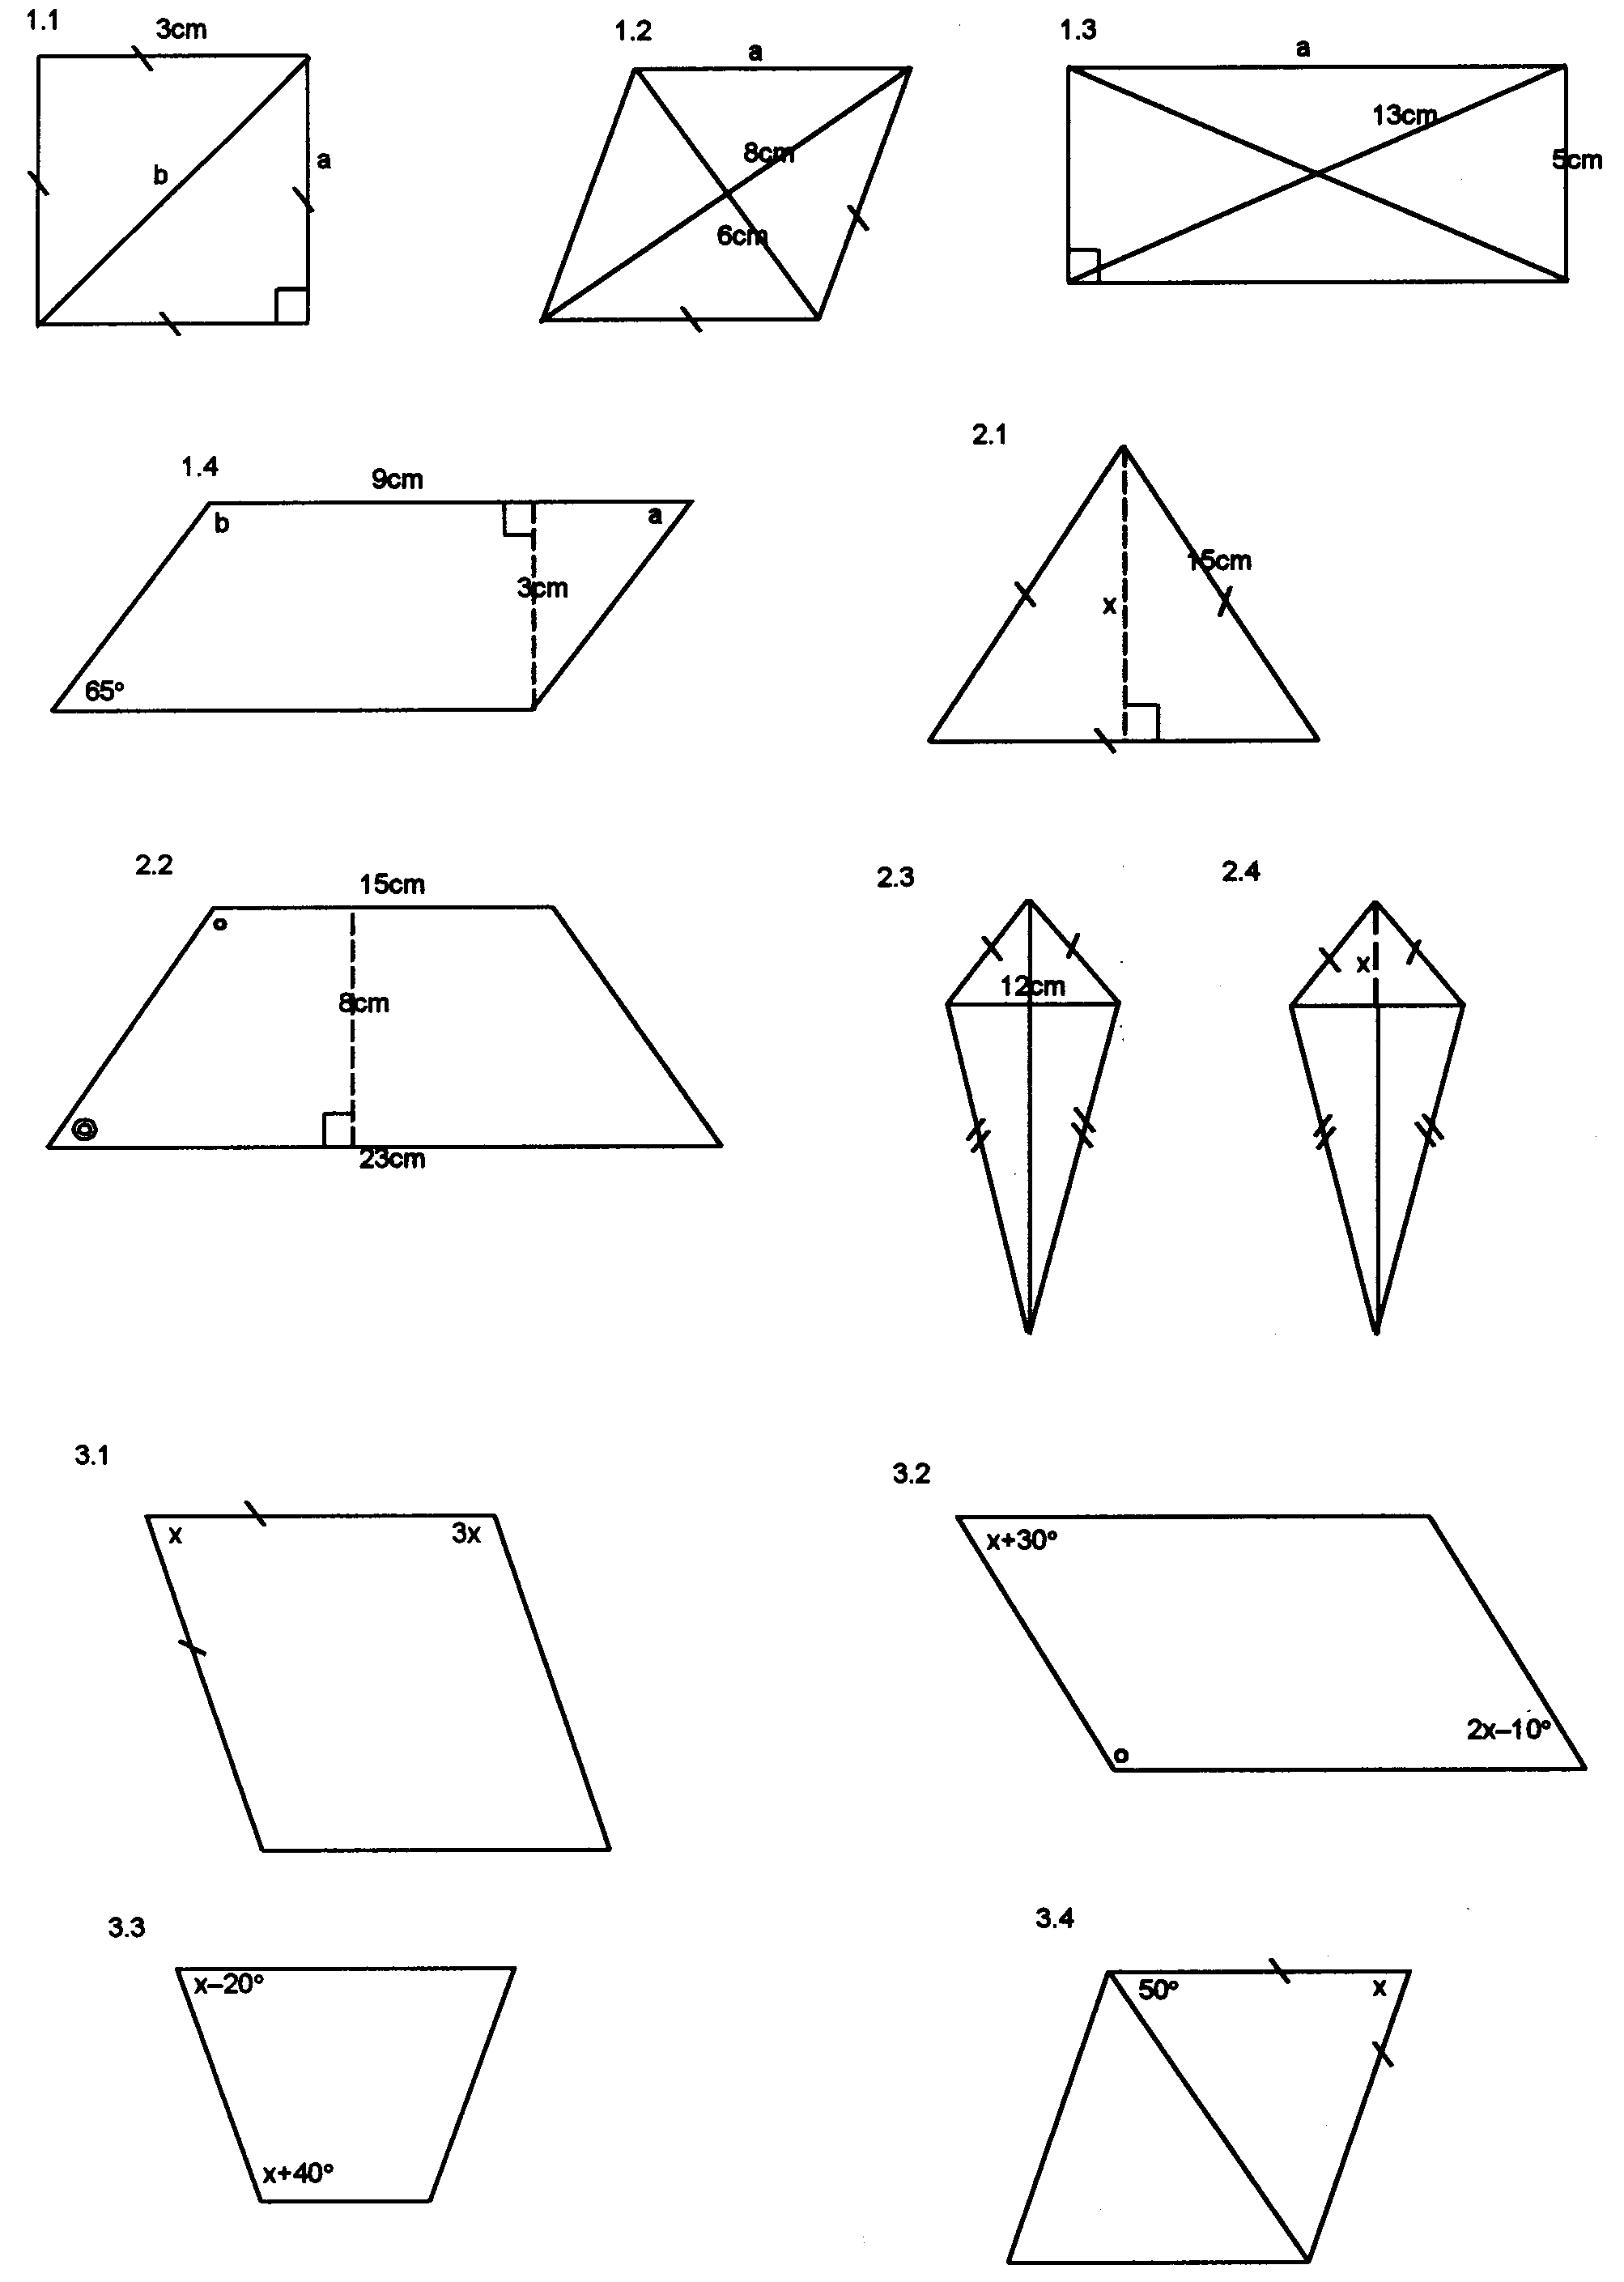 1.1
3cm
a
b
1.2
a
8cm
6cm
1.3
a
13cm
5cm
1.4
9cm
b
a
3cm
65°
2.1
15cm
x
2.2
15cm
8cm
23cm
2.3
12cm
2.4
x
3.1
x
3x
3.2
x+30°
2x–10°
3.3
x–20°
x+40°
3.4
50°
x